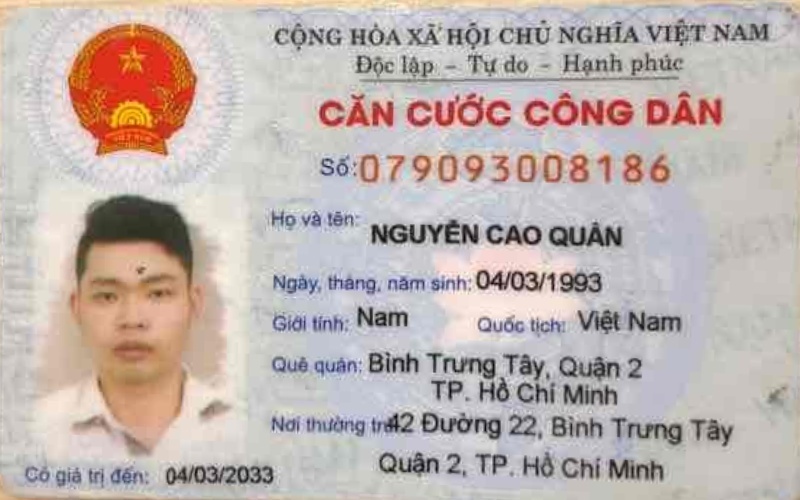 CỘNG HÒA XÃ HỘI CHỦ NGHĨA VIỆT NAM
Độc lập - Tự do - Hạnh phúc
CĂN CƯỚC CÔNG DÂN
Số: 079093008186
Họ và tên: NGUYỄN CAO QUÂN
Ngày, tháng, năm sinh: 04/03/1993
Giới tính: Nam Quốc tịch: Việt Nam
Quê quán: Bình Trưng Tây, Quận 2
TP. Hồ Chí Minh
Nơi thường trú: 42 Đường 22, Bình Trưng Tây
Quận 2, TP. Hồ Chí Minh
Có giá trị đến: 04/03/2033